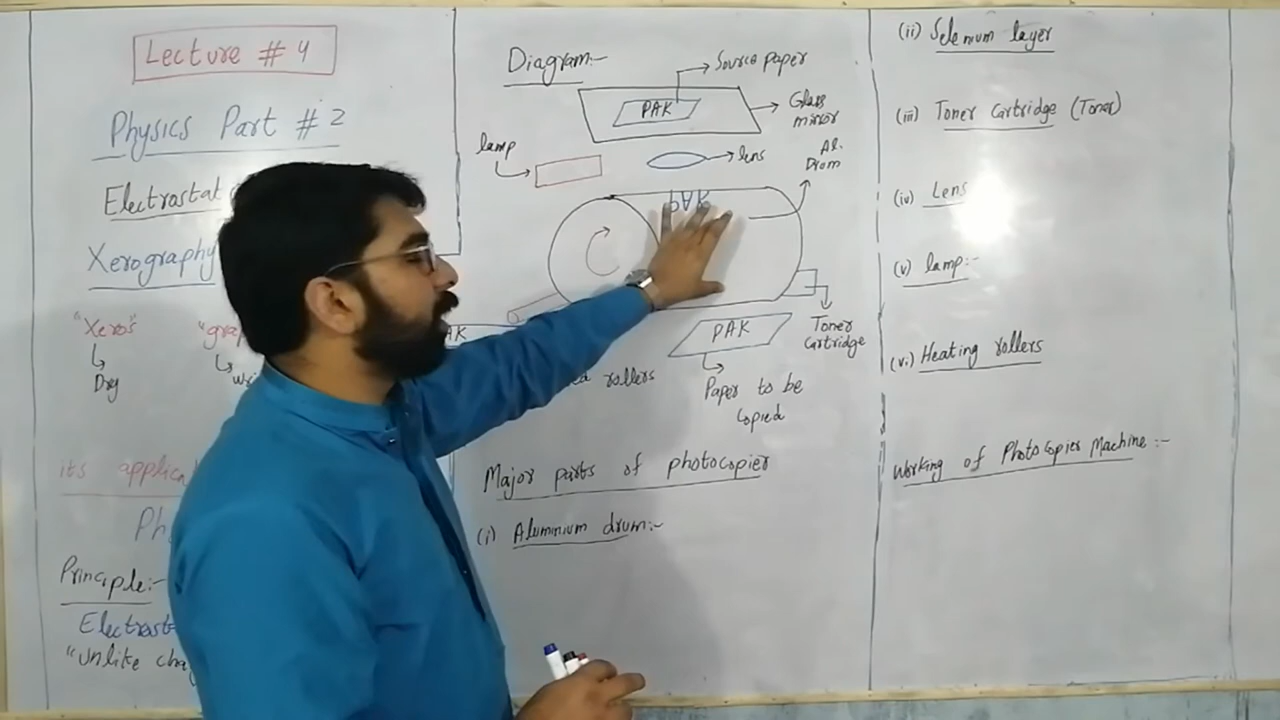 Lecture # 4
Physics Part # 2
Electrostat
Xerography
"Xeros"
"grap
Dry
its applica
Ph
Principle:-
Electrost
"Unlike cha
Diagram:-
Source paper
PAK
Glass
mirror
lamp
lens
Al.
Drom
PAK
PAK
Toner
Cartridge
rollers
Paper to be
Copied
Major parts of photocopier
(i) Aluminium drum:-
(ii) Selenium layer
(iii) Toner Cartridge (Toner)
(iv) Lens
(v) lamp:-
(vi) Heating rollers
Working of Photocopier Machine:-